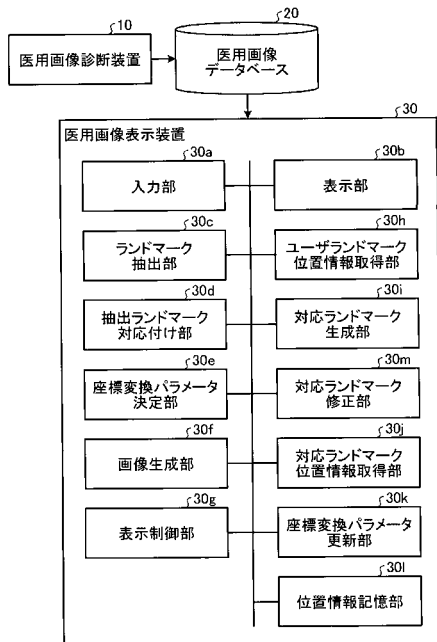 10
医用画像診断装置
20
医用画像
データベース
30
医用画像表示装置
30a
入力部
30b
表示部
30c
ランドマーク
抽出部
30h
ユーザランドマーク
位置情報取得部
30d
抽出ランドマーク
対応付け部
30i
対応ランドマーク
生成部
30e
座標変換パラメータ
決定部
30m
対応ランドマーク
修正部
30f
画像生成部
30j
対応ランドマーク
位置情報取得部
30g
表示制御部
30k
座標変換パラメータ
更新部
30l
位置情報記憶部